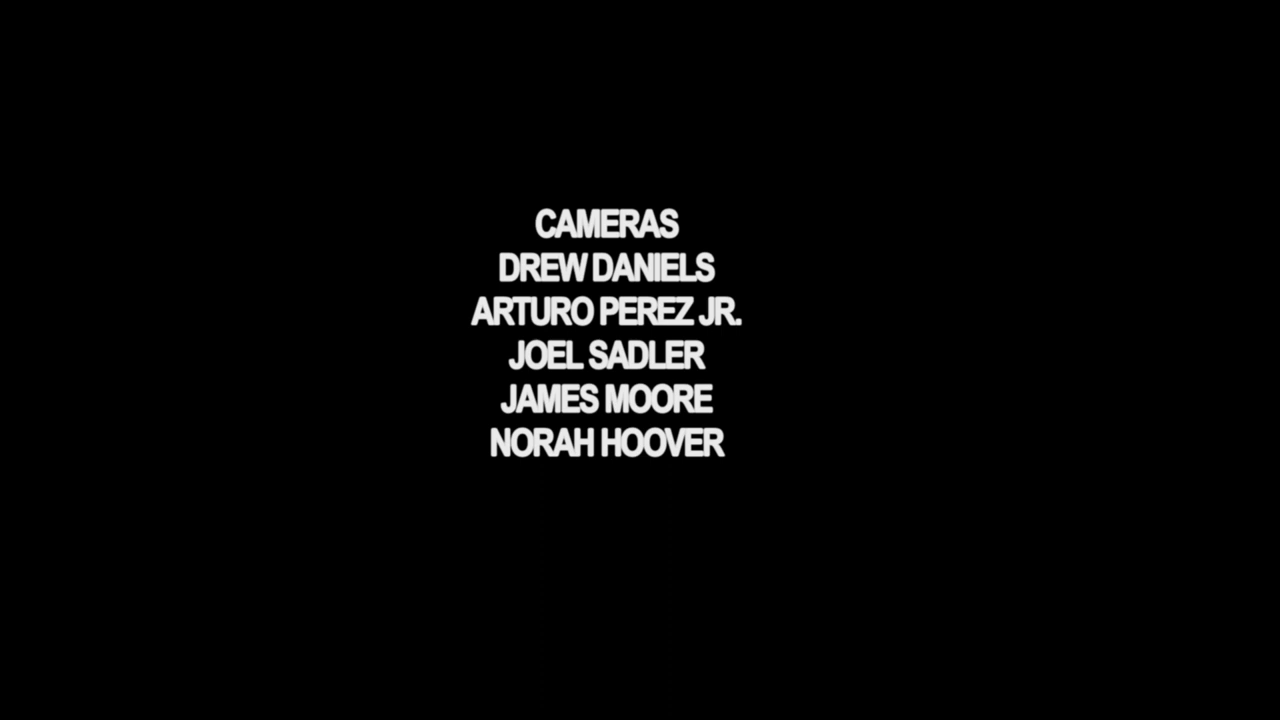 CAMERAS
DREW DANIELS
ARTURO PEREZ JR.
JOEL SADLER
JAMES MOORE
NORAH HOOVER